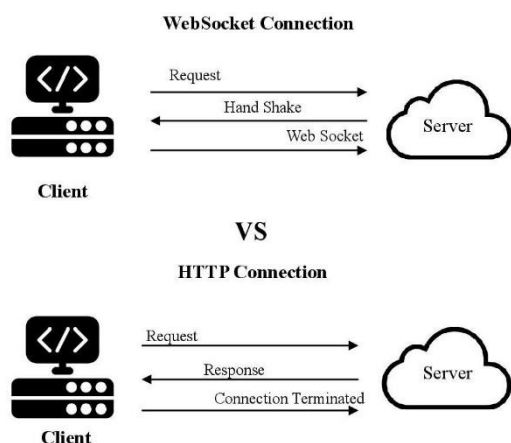 WebSocket Connection
</>
Request
Hand Shake
Web Socket
Server
Client
VS
HTTP Connection
</>
Request
Response
Connection Terminated
Server
Client